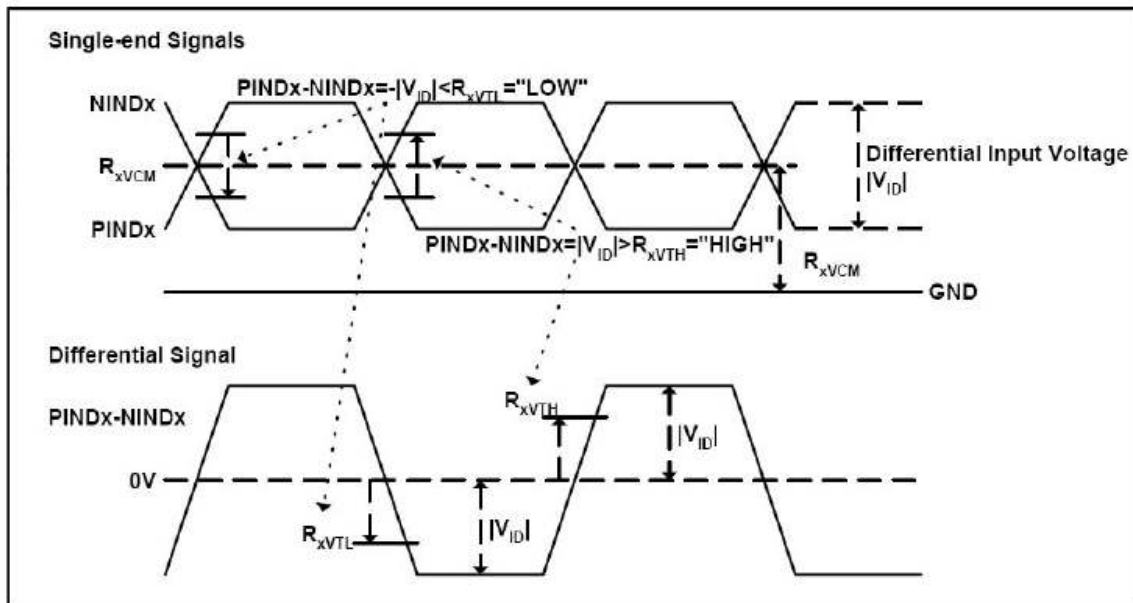 Single-end Signals
PINDx-NINDx=-|VID|<RxVTL="LOW"
NINDx
RxVCM
Differential Input Voltage
|VID|
PINDx
PINDx-NINDx=|VID|>RxVTH="HIGH"
RxVCM
GND
Differential Signal
RxVTH
PINDx-NINDx
|VID|
0V
RxVTL
|VID|